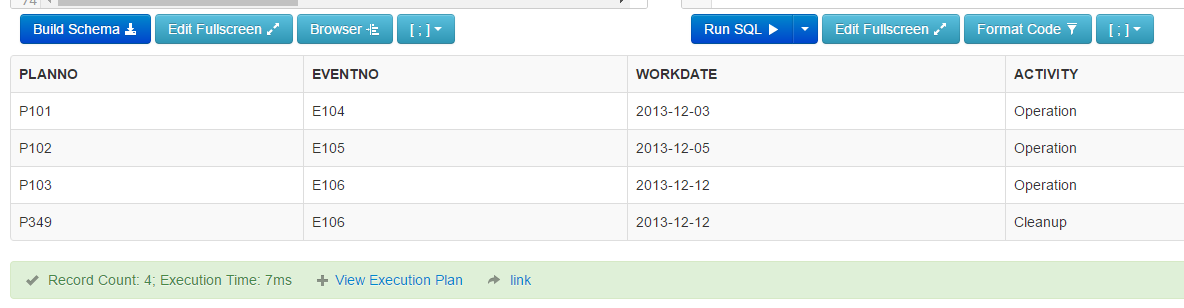 74
Build Schema Edit Fullscreen Browser [ ; ] Run SQL Edit Fullscreen Format Code [ ; ]
PLANNO EVENTNO WORKDATE ACTIVITY
P101 E104 2013-12-03 Operation
P102 E105 2013-12-05 Operation
P103 E106 2013-12-12 Operation
P349 E106 2013-12-12 Cleanup
Record Count: 4; Execution Time: 7ms View Execution Plan link